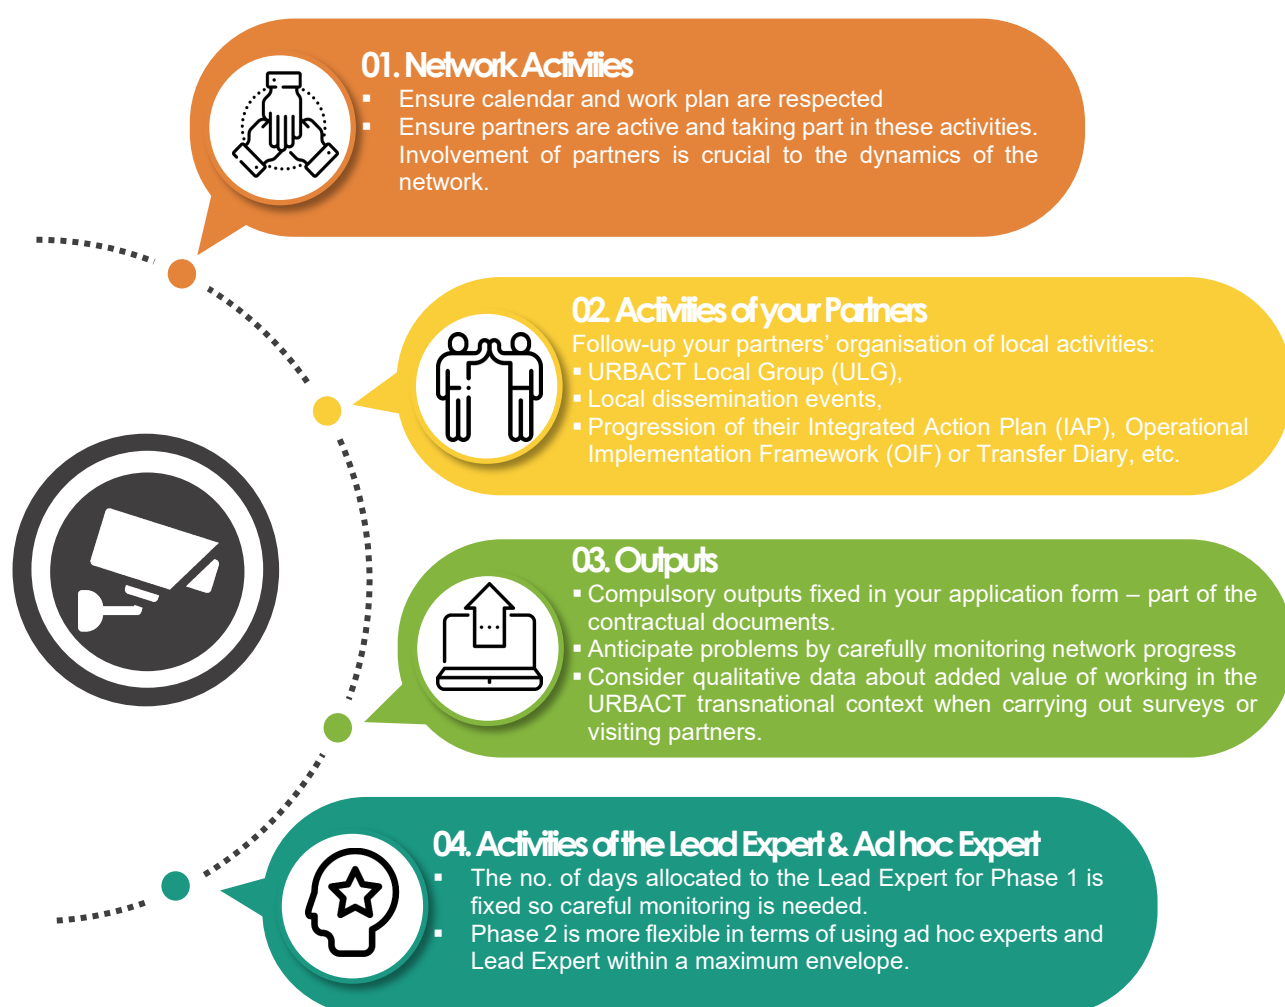 01. Network Activities
▪ Ensure calendar and work plan are respected
▪ Ensure partners are active and taking part in these activities.
Involvement of partners is crucial to the dynamics of the
network.
02. Activities of your Partners
Follow-up your partners’ organisation of local activities:
▪ URBACT Local Group (ULG),
▪ Local dissemination events,
▪ Progression of their Integrated Action Plan (IAP), Operational
Implementation Framework (OIF) or Transfer Diary, etc.
03. Outputs
▪ Compulsory outputs fixed in your application form – part of the
contractual documents.
▪ Anticipate problems by carefully monitoring network progress
▪ Consider qualitative data about added value of working in the
URBACT transnational context when carrying out surveys or
visiting partners.
04. Activities of the Lead Expert & Ad hoc Expert
▪ The no. of days allocated to the Lead Expert for Phase 1 is
fixed so careful monitoring is needed.
▪ Phase 2 is more flexible in terms of using ad hoc experts and
Lead Expert within a maximum envelope.